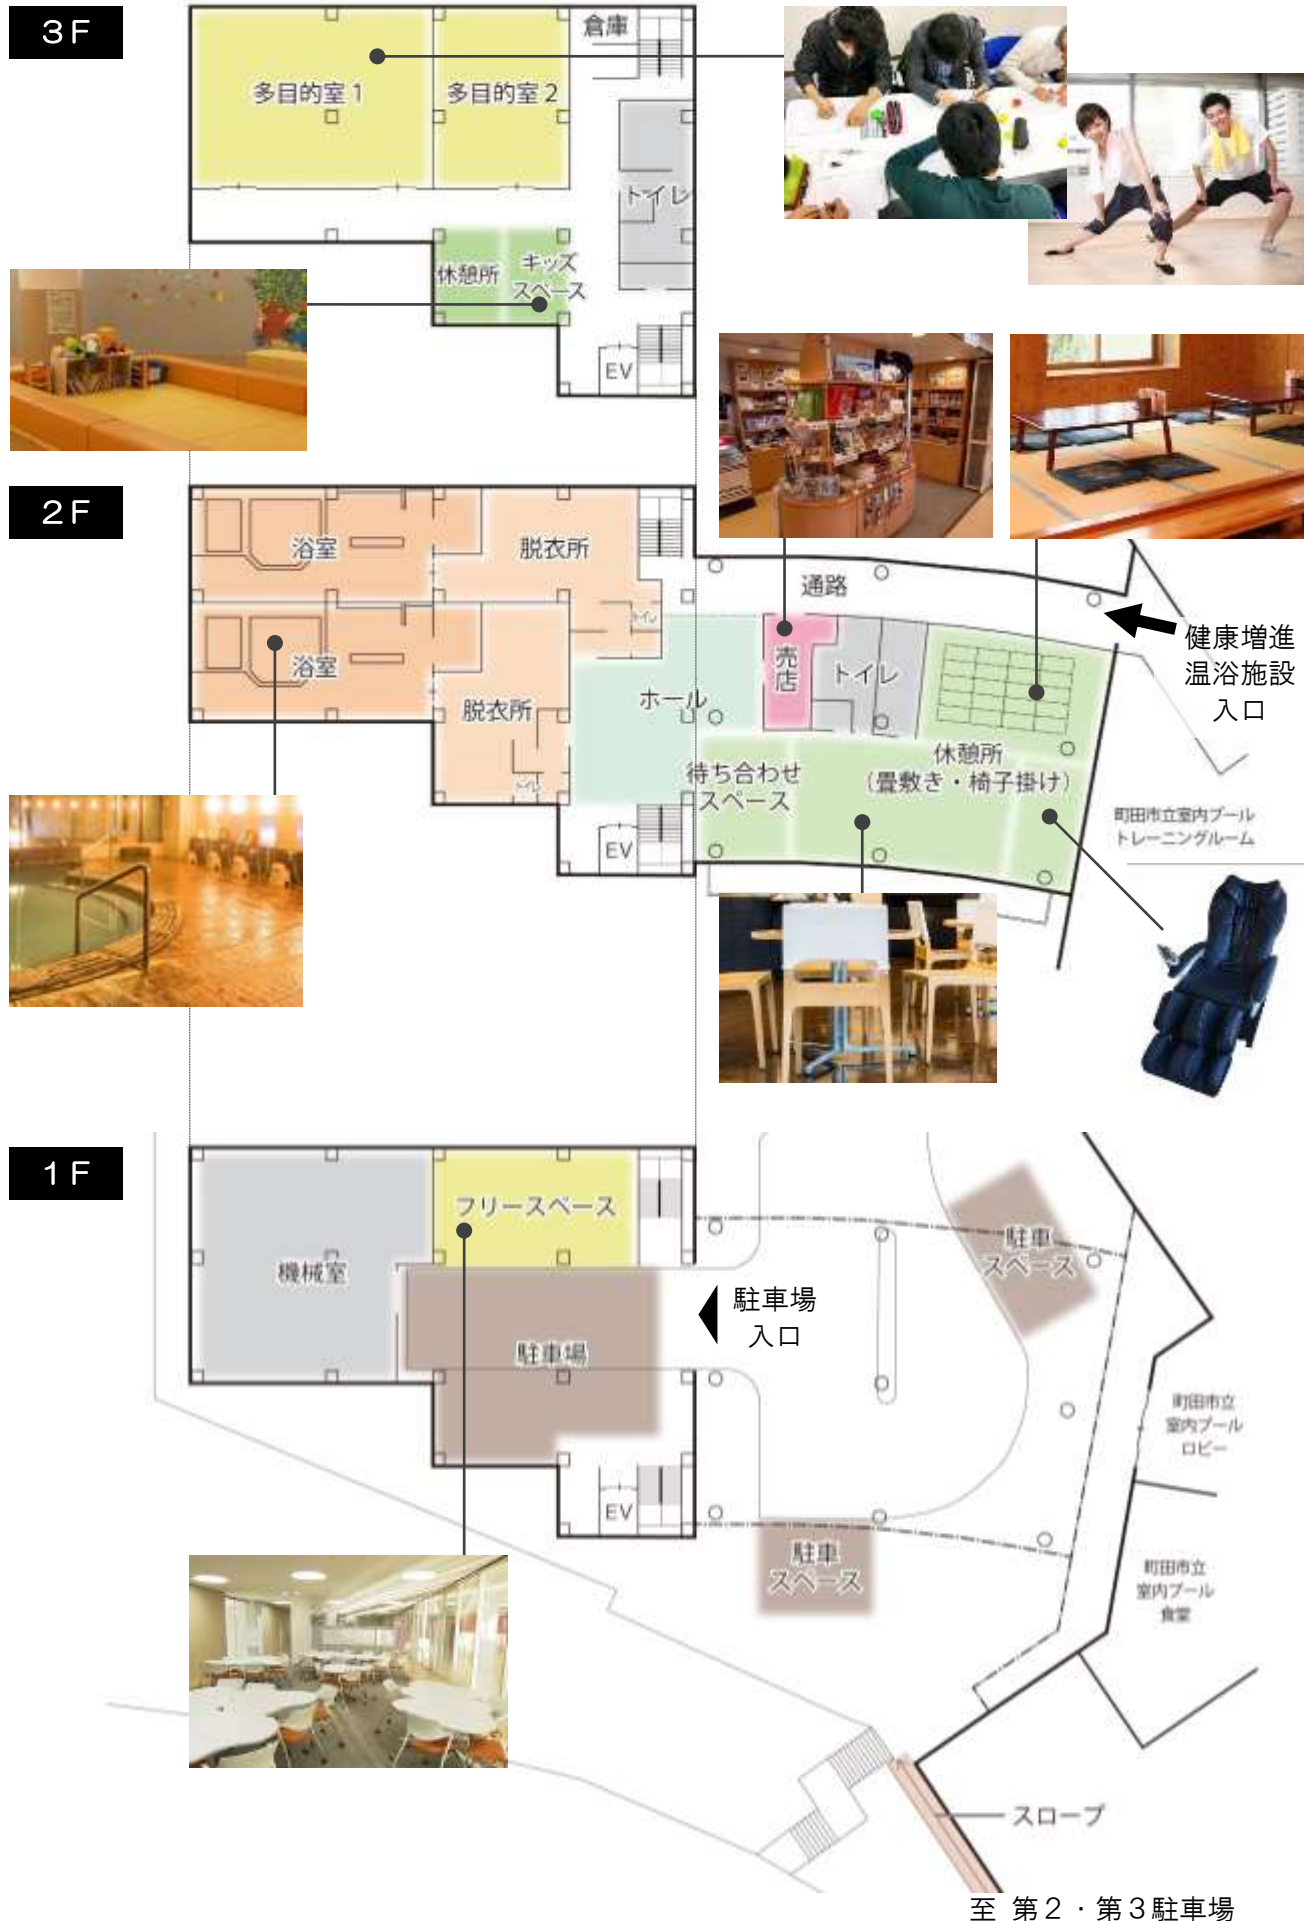 3F
倉庫
多目的室1
多目的室2
トイレ
休憩所
キッズ
スペース
EV
2F
浴室
脱衣所
通路
トイレ
健康増進
温浴施設
入口
売店
トイレ
浴室
脱衣所
ホール
休憩所
(畳敷き・椅子掛け)
待ち合わせ
スペース
トイレ
町田市立室内プール
トレーニングルーム
EV
1F
フリースペース
機械室
駐車
スペース
駐車場
入口
駐車場
町田市立
室内プール
ロビー
EV
駐車
スペース
町田市立
室内プール
食堂
スロープ
至 第2・第3駐車場